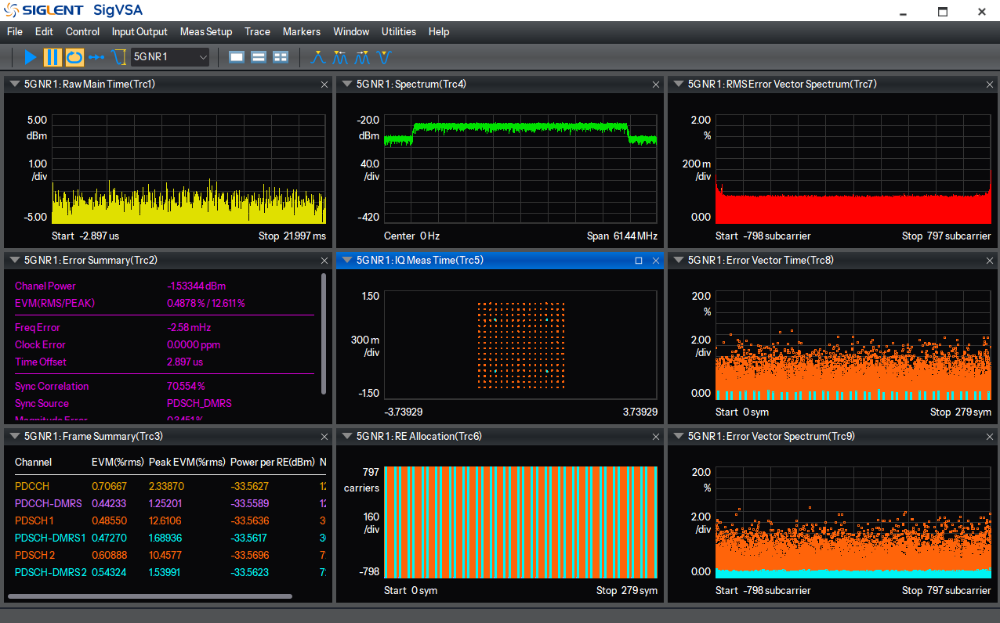 SIGLENT SigVSA
File Edit Control Input Output Meas Setup Trace Markers Window Utilities Help
5G NR 1
5G NR 1 : Raw Main Time(Trc1)
5.00
dBm
1.00
/div
-5.00
Start -2.897 us Stop 21.997 ms
5G NR 1 : Spectrum(Trc4)
-20.0
dBm
40.0
/div
-420
Center 0 Hz Span 61.44 MHz
5G NR 1 : RMS Error Vector Spectrum(Trc7)
2.00
%
200 m
/div
0.00
Start -798 subcarrier Stop 797 subcarrier
5G NR 1 : Error Summary(Trc2)
Chanel Power -1.53344 dBm
EVM(RMS/PEAK) 0.4878 % / 12.611 %
Freq Error -2.58 mHz
Clock Error 0.0000 ppm
Time Offset 2.897 us
Sync Correlation 70.554 %
Sync Source PDSCH_DMRS
Magnitude Error 0.3451 %
5G NR 1 : IQ Meas Time(Trc5)
1.50
300 m
/div
-1.50
-3.73929 3.73929
5G NR 1 : Error Vector Time(Trc8)
20.0
%
2.00
/div
0.00
Start 0 sym Stop 279 sym
5G NR 1 : Frame Summary(Trc3)
Channel EVM(%rms) Peak EVM(%rms) Power per RE(dBm) N
PDCCH 0.70667 2.33870 -33.5627 12
PDCCH-DMRS 0.44233 1.25201 -33.5589 12
PDSCH 1 0.48550 12.6106 -33.5636 3
PDSCH-DMRS 1 0.47270 1.68936 -33.5617 3
PDSCH 2 0.60888 10.4577 -33.5696 7
PDSCH-DMRS 2 0.54324 1.53991 -33.5623 7
5G NR 1 : RE Allocation(Trc6)
797
carriers
160
/div
-798
Start 0 sym Stop 279 sym
5G NR 1 : Error Vector Spectrum(Trc9)
20.0
%
2.00
/div
0.00
Start -798 subcarrier Stop 797 subcarrier